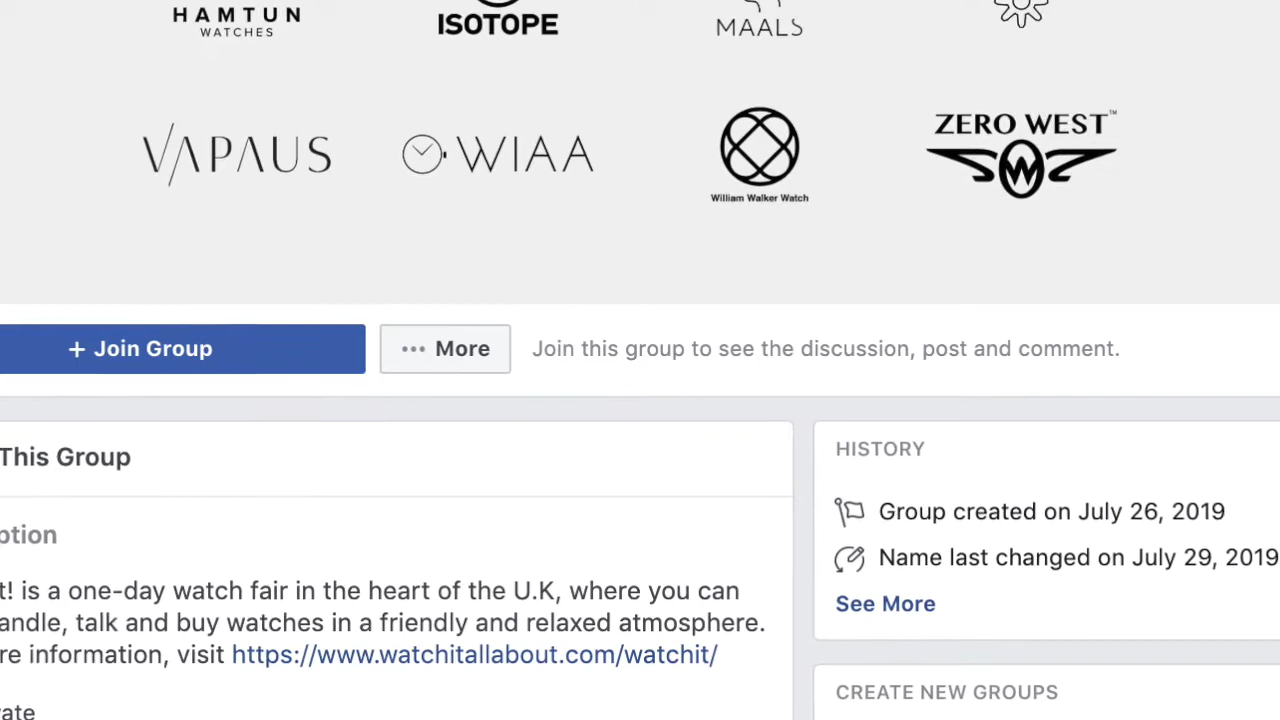 HAMTUN
WATCHES
ISOTOPE
MAALS
VAPAUS
WIAA
William Walker Watch
ZERO WEST™
+ Join Group
••• More
Join this group to see the discussion, post and comment.
This Group
ption
t! is a one-day watch fair in the heart of the U.K, where you can
andle, talk and buy watches in a friendly and relaxed atmosphere.
re information, visit https://www.watchitallabout.com/watchit/
vate
HISTORY
Group created on July 26, 2019
Name last changed on July 29, 2019
See More
CREATE NEW GROUPS